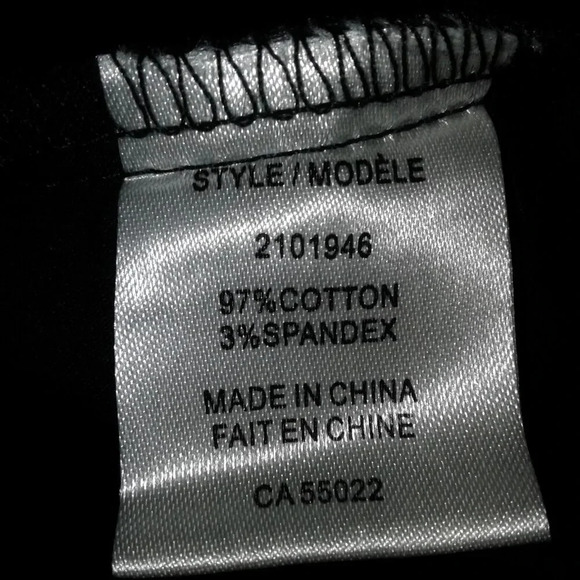 STYLE / MODÈLE
2101946
97%COTTON
3%SPANDEX
MADE IN CHINA
FAIT EN CHINE
CA 55022